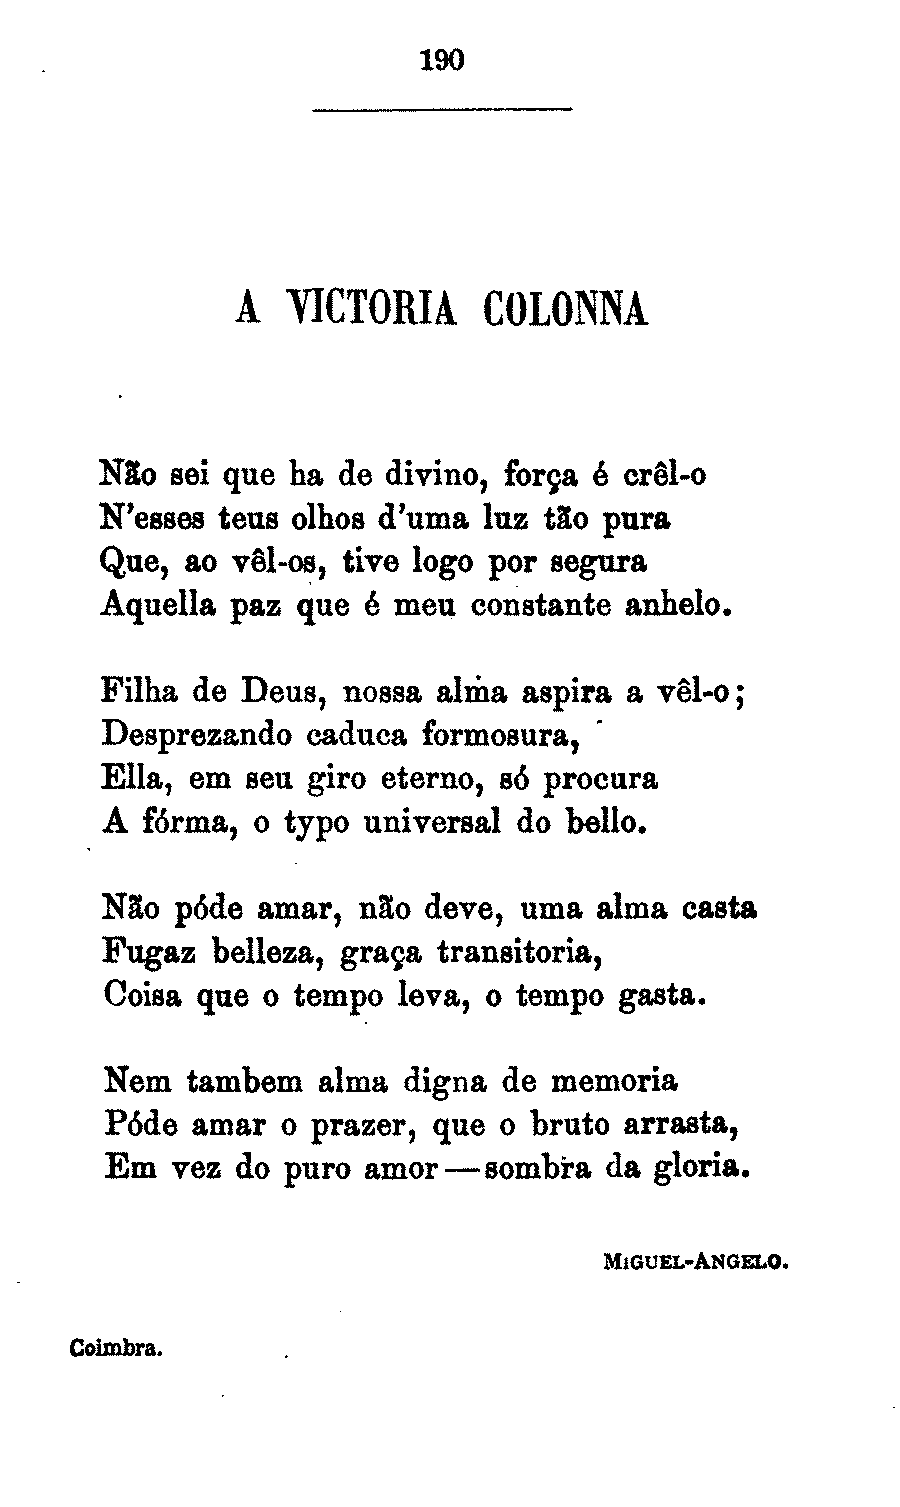 190
A VICTORIA COLONNA
Não sei que ha de divino, força é crêl-o
N'esses teus olhos d'uma luz tão pura
Que, ao vêl-os, tive logo por segura
Aquella paz que é meu constante anhelo.
Filha de Deus, nossa alma aspira a vêl-o;
Desprezando caduca formosura,
Ella, em seu giro eterno, só procura
A fórma, o typo universal do bello.
Não póde amar, não deve, uma alma casta
Fugaz belleza, graça transitoria,
Coisa que o tempo leva, o tempo gasta.
Nem tambem alma digna de memoria
Póde amar o prazer, que o bruto arrasta,
Em vez do puro amor—sombra da gloria.
MIGUEL-ANGELO.
Coimbra.